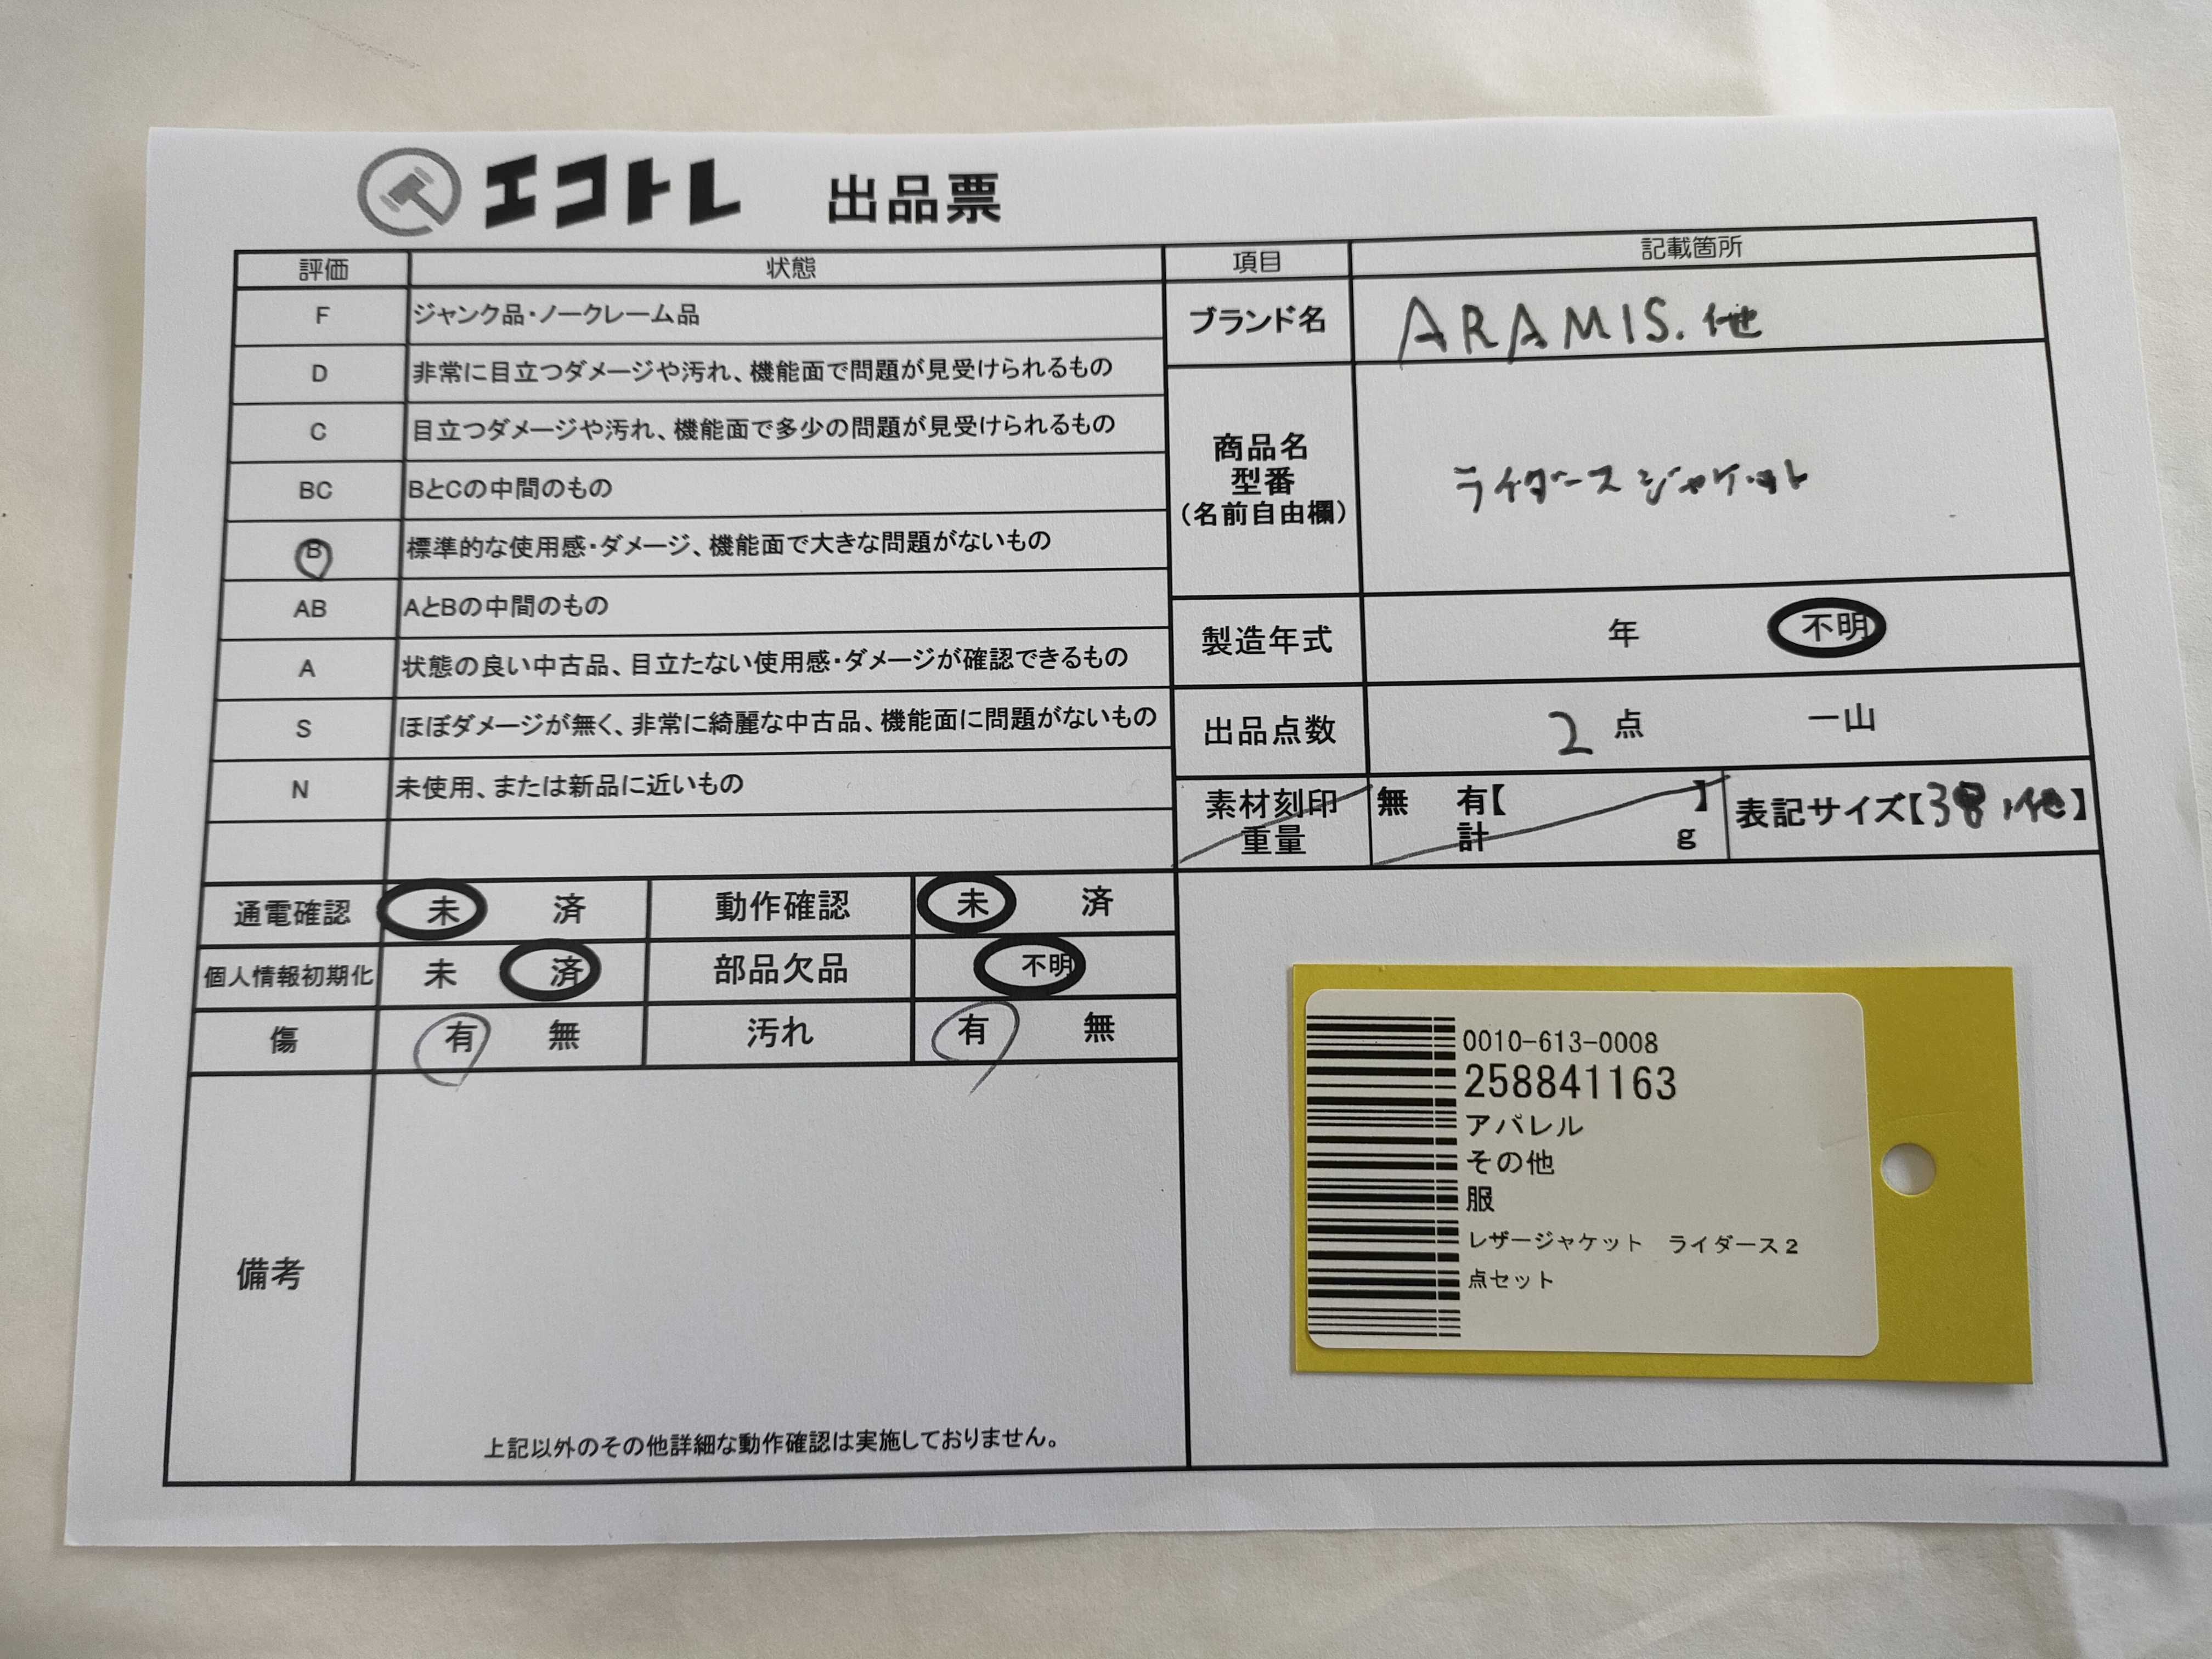 エコトレ 出品票
評価 状態
F ジャンク品・ノークレーム品
D 非常に目立つダメージや汚れ、機能面で問題が見受けられるもの
C 目立つダメージや汚れ、機能面で多少の問題が見受けられるもの
BC BとCの中間のもの
B 標準的な使用感・ダメージ、機能面で大きな問題がないもの
AB AとBの中間のもの
A 状態の良い中古品、目立たない使用感・ダメージが確認できるもの
S ほぼダメージが無く、非常に綺麗な中古品、機能面に問題がないもの
N 未使用、または新品に近いもの
項目 記載箇所
ブランド名 ARAMIS.他
商品名
型番
(名前自由欄)
ライダースジャケット
製造年式 年 不明
出品点数 2 点 一山
素材刻印 無 有【 】
重量 計 g
表記サイズ【38,他】
通電確認 未 済 動作確認 未 済
個人情報初期化 未 済 部品欠品 不明
傷 有 無 汚れ 有 無
備考
上記以外のその他詳細な動作確認は実施しておりません。
0010-613-0008
258841163
アパレル
その他
服
レザージャケット ライダース2
点セット